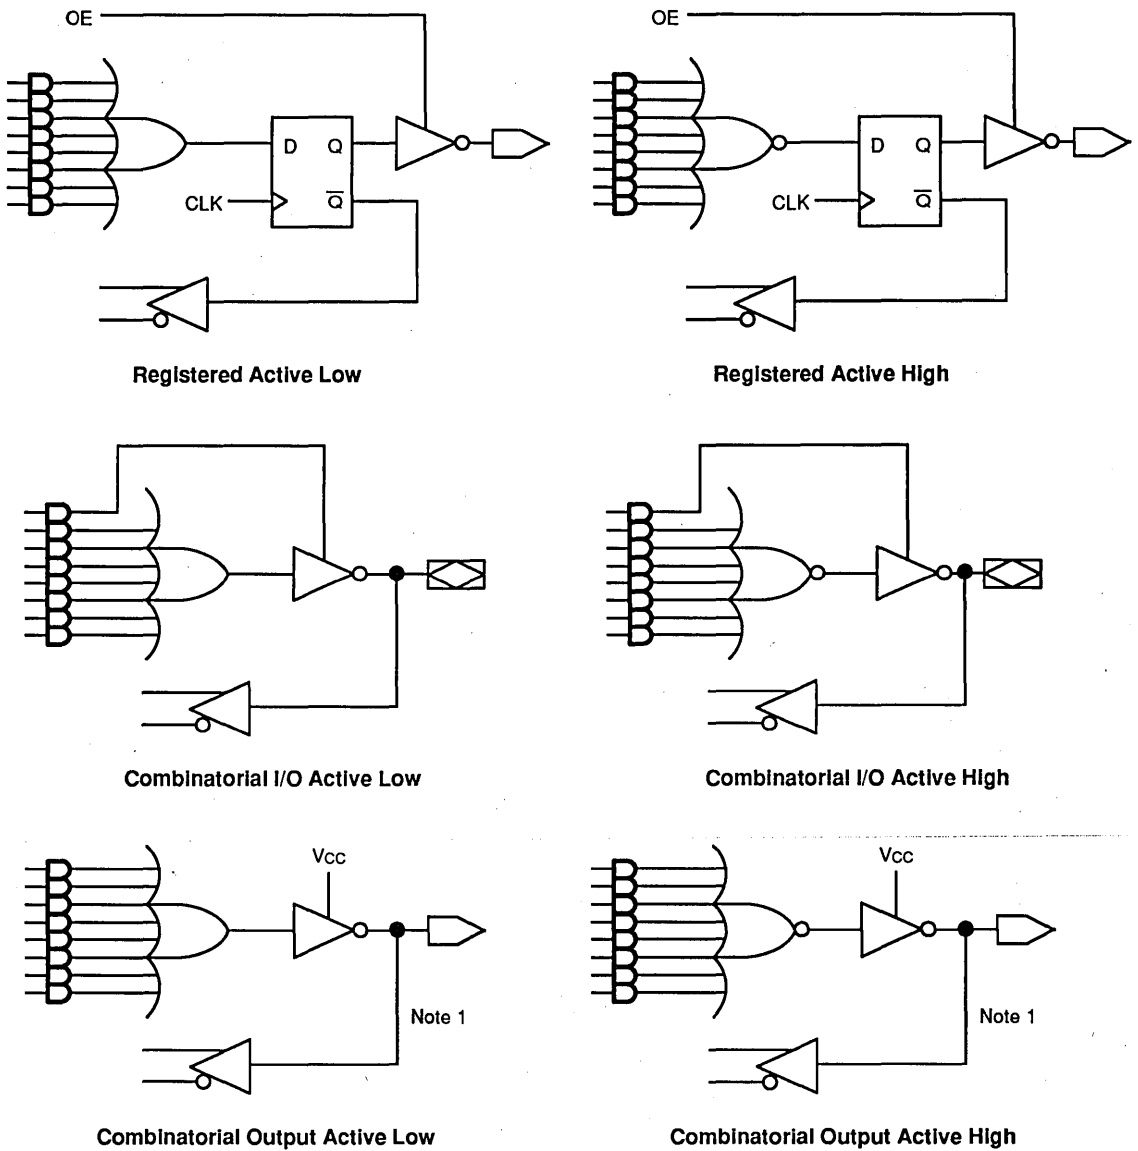 OE
OE
D Q
D Q
CLK
Q̅
CLK
Q̅
Registered Active Low
Registered Active High
Combinatorial I/O Active Low
Combinatorial I/O Active High
VCC
VCC
Note 1
Note 1
Combinatorial Output Active Low
Combinatorial Output Active High